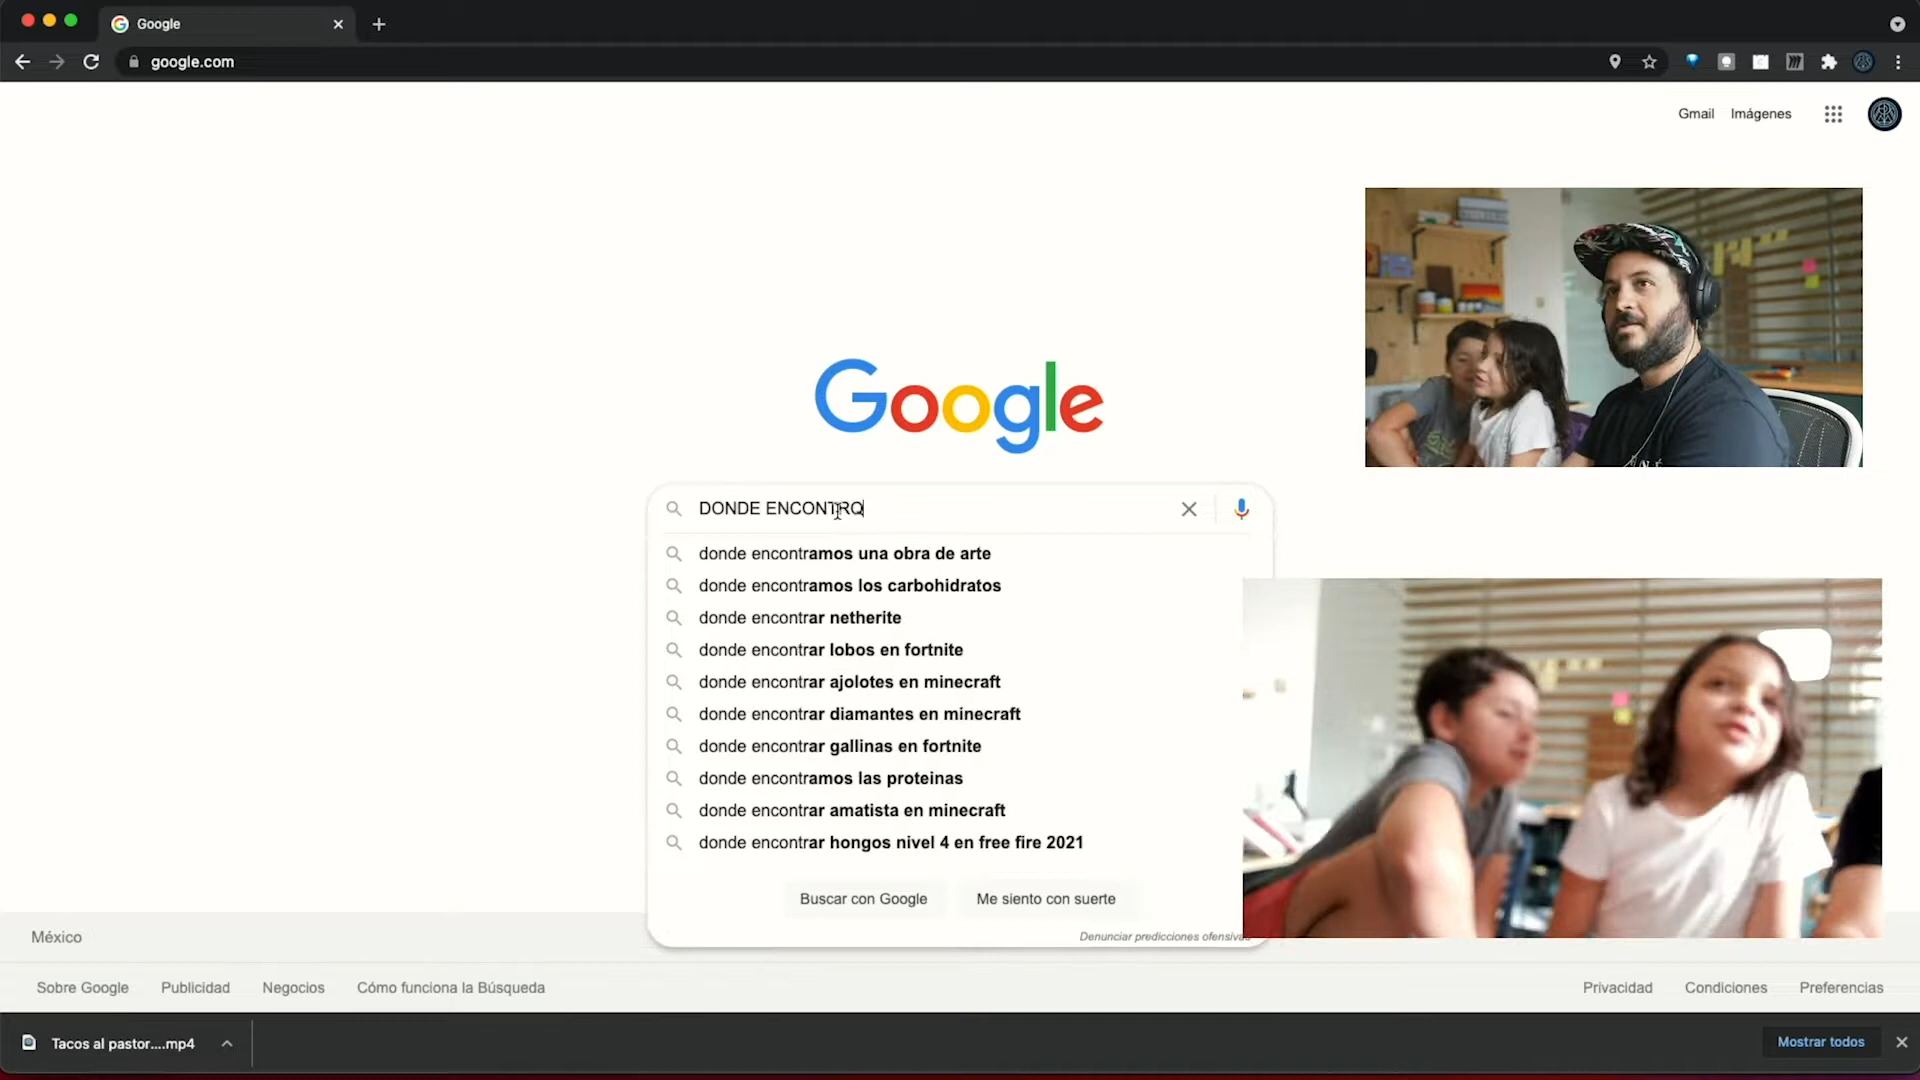 Google
google.com
Gmail Imágenes
Google
DONDE ENCONTRO
donde encontramos una obra de arte
donde encontramos los carbohidratos
donde encontrar netherite
donde encontrar lobos en fortnite
donde encontrar ajolotes en minecraft
donde encontrar diamantes en minecraft
donde encontrar gallinas en fortnite
donde encontramos las proteinas
donde encontrar amatista en minecraft
donde encontrar hongos nivel 4 en free fire 2021
Buscar con Google Me siento con suerte
Denunciar predicciones ofensivas
México
Sobre Google Publicidad Negocios Cómo funciona la Búsqueda Privacidad Condiciones Preferencias
Tacos al pastor....mp4 Mostrar todos